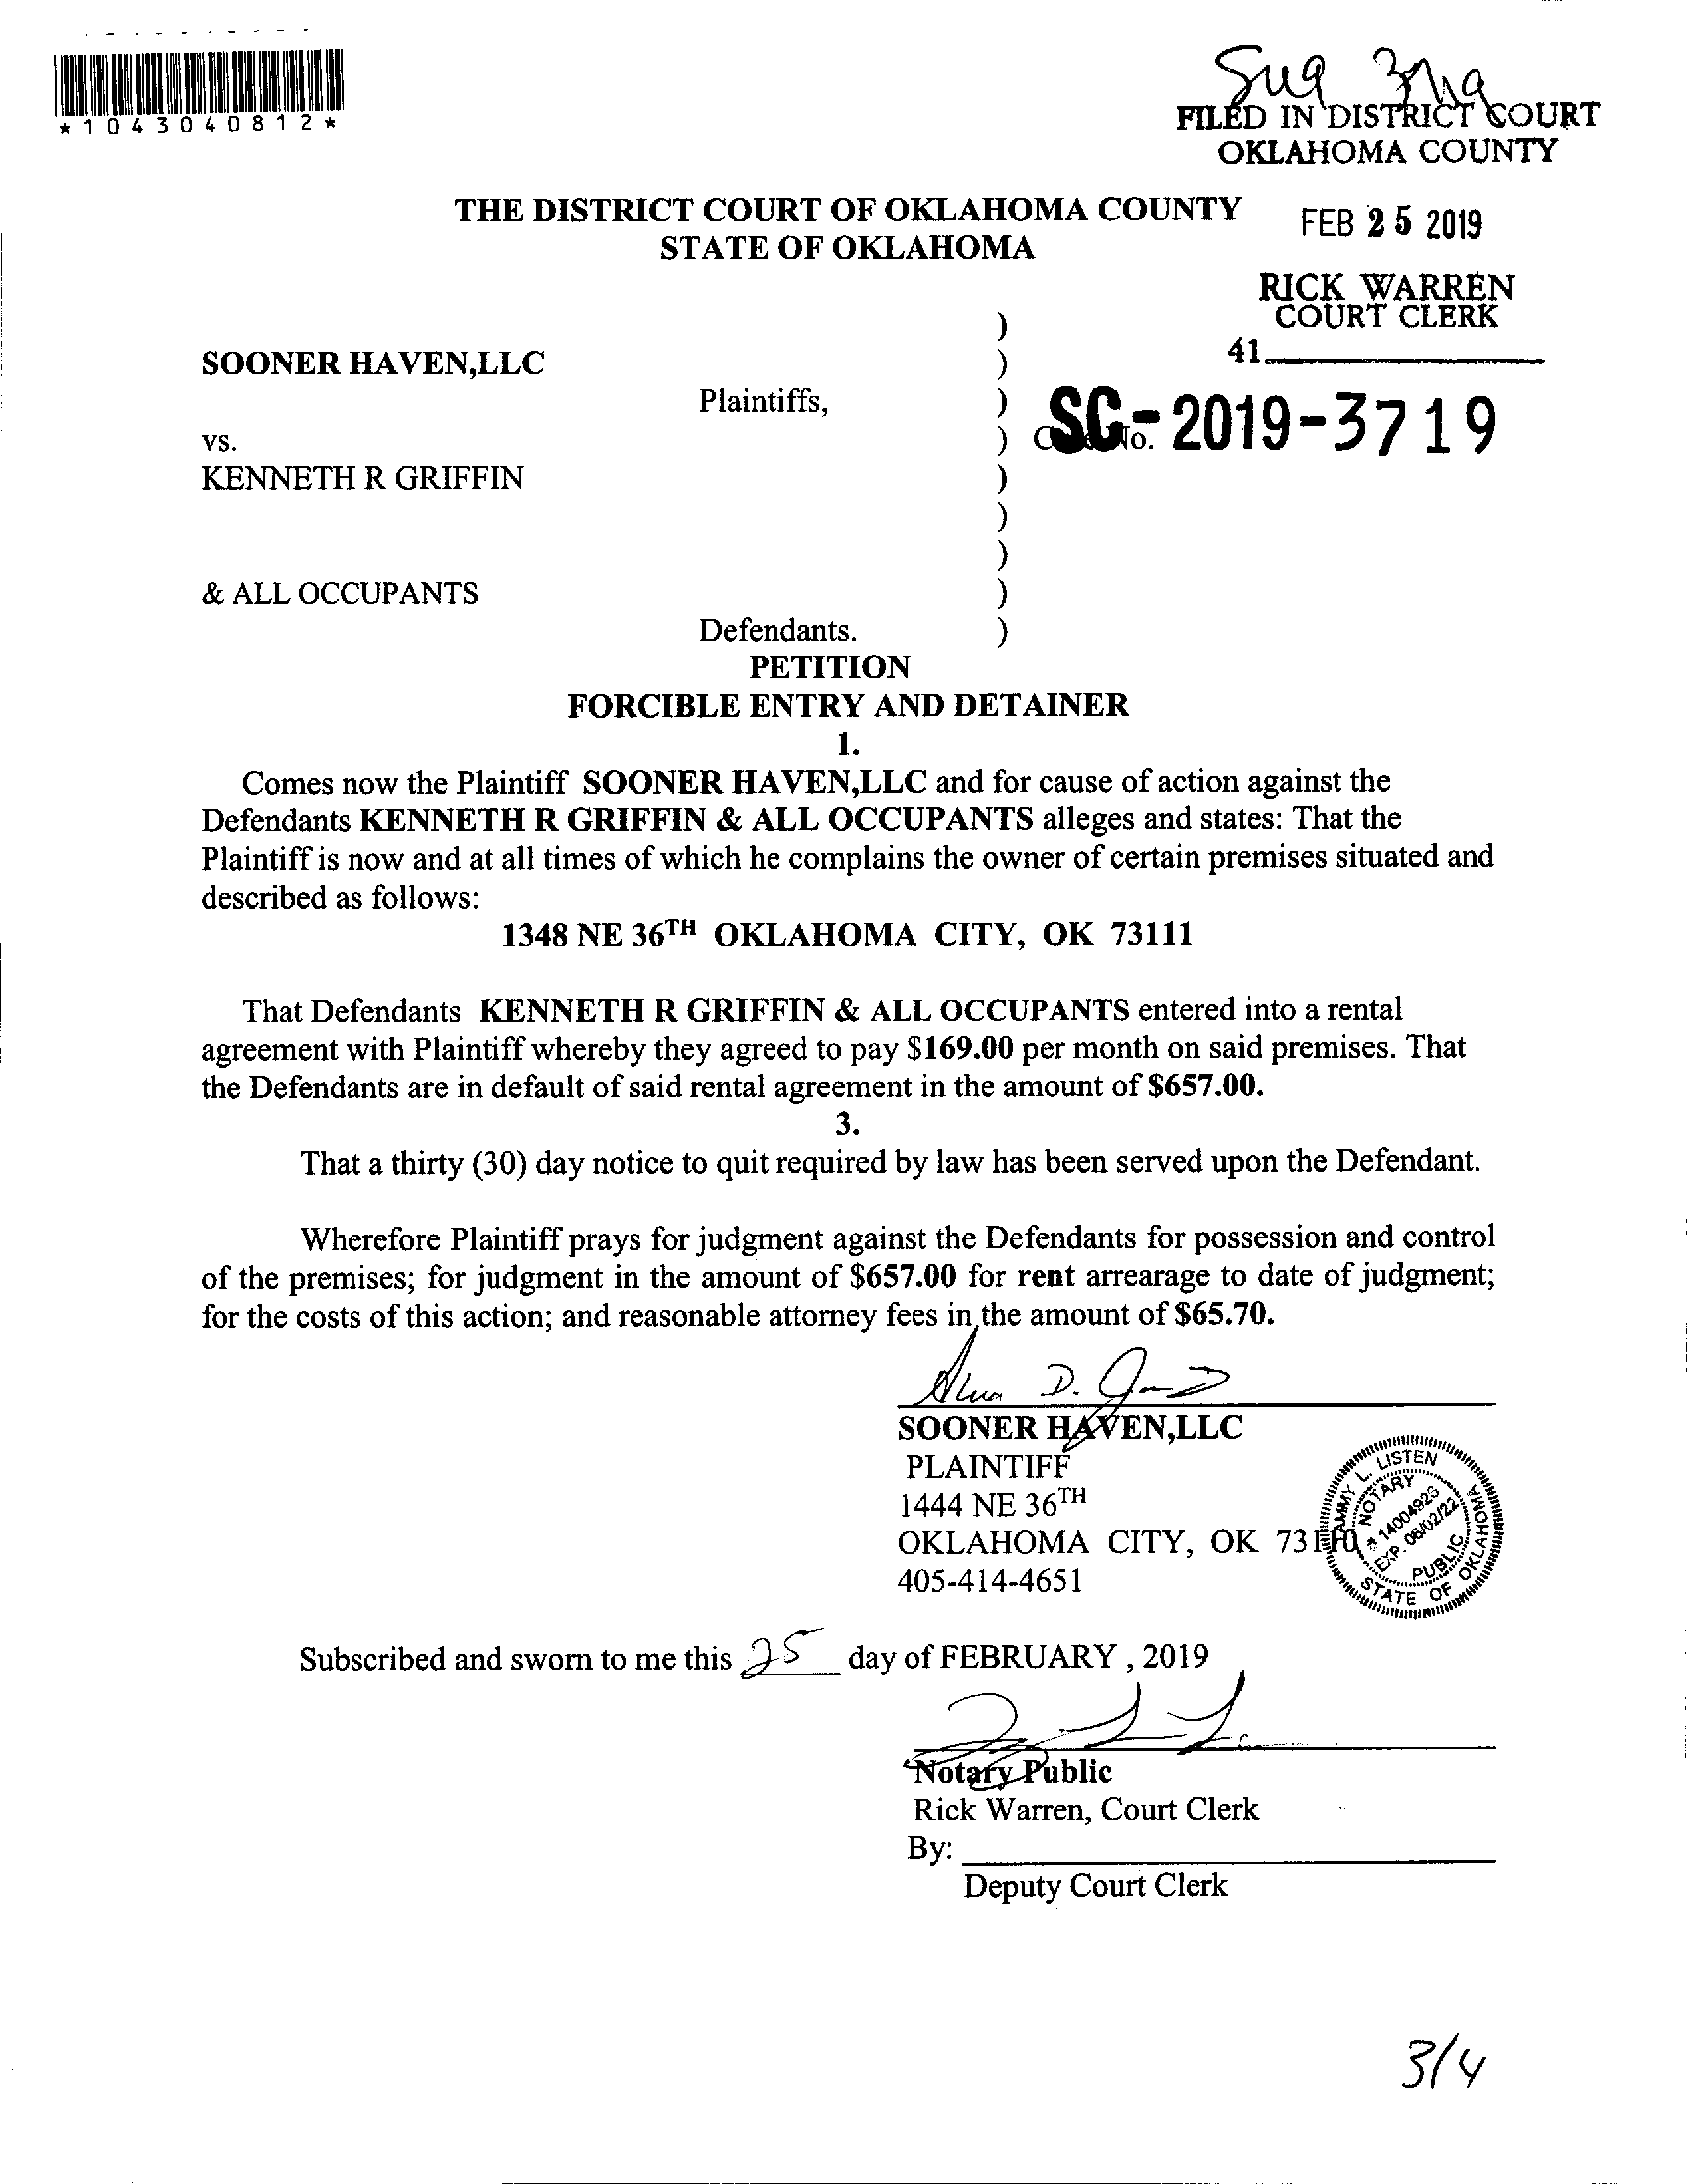 *1043040812*
FILED IN DISTRICT COURT
OKLAHOMA COUNTY
THE DISTRICT COURT OF OKLAHOMA COUNTY
STATE OF OKLAHOMA
FEB 25 2019
RICK WARREN
COURT CLERK
41
SOONER HAVEN,LLC
Plaintiffs,
vs.
KENNETH R GRIFFIN
SC-2019-3719
No.
& ALL OCCUPANTS
Defendants.
PETITION
FORCIBLE ENTRY AND DETAINER
1.
Comes now the Plaintiff SOONER HAVEN,LLC and for cause of action against the
Defendants KENNETH R GRIFFIN & ALL OCCUPANTS alleges and states: That the
Plaintiff is now and at all times of which he complains the owner of certain premises situated and
described as follows:
1348 NE 36TH OKLAHOMA CITY, OK 73111
That Defendants KENNETH R GRIFFIN & ALL OCCUPANTS entered into a rental
agreement with Plaintiff whereby they agreed to pay $169.00 per month on said premises. That
the Defendants are in default of said rental agreement in the amount of $657.00.
3.
That a thirty (30) day notice to quit required by law has been served upon the Defendant.
Wherefore Plaintiff prays for judgment against the Defendants for possession and control
of the premises; for judgment in the amount of $657.00 for rent arrearage to date of judgment;
for the costs of this action; and reasonable attorney fees in the amount of $65.70.
SOONER HAVEN,LLC
PLAINTIFF
1444 NE 36TH
OKLAHOMA CITY, OK
405-414-4651
L. LISTEN
NOTARY
# 14004923
EXP. 06/02/22
PUBLIC
STATE OF OKLAHOMA
Subscribed and sworn to me this 25 day of FEBRUARY , 2019
Notary Public
Rick Warren, Court Clerk
By:
Deputy Court Clerk
3/4